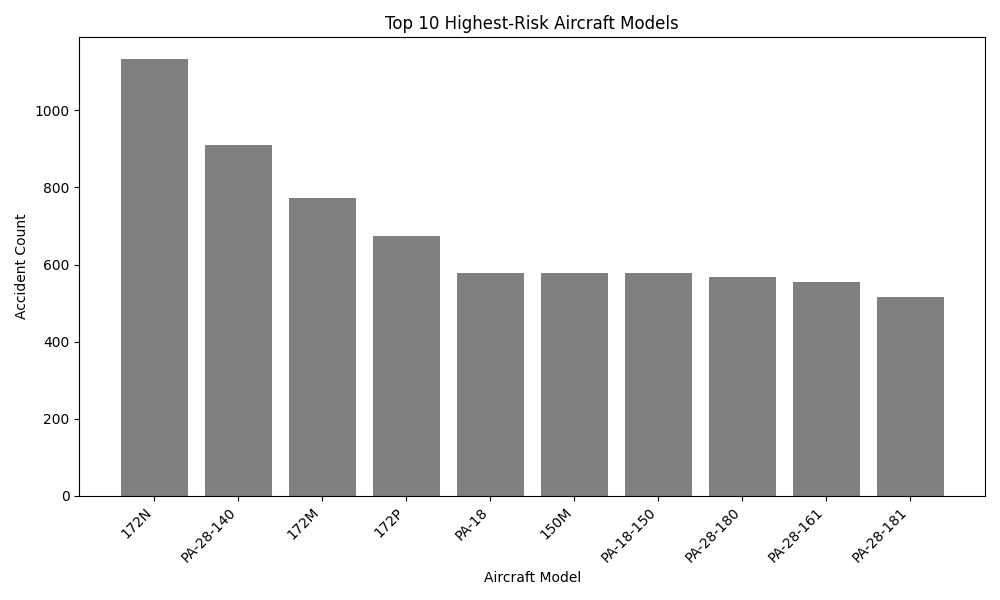 Top 10 Highest-Risk Aircraft Models
Accident Count
1000
800
600
400
200
0
172N
PA-28-140
172M
172P
PA-18
150M
PA-18-150
PA-28-180
PA-28-161
PA-28-181
Aircraft Model